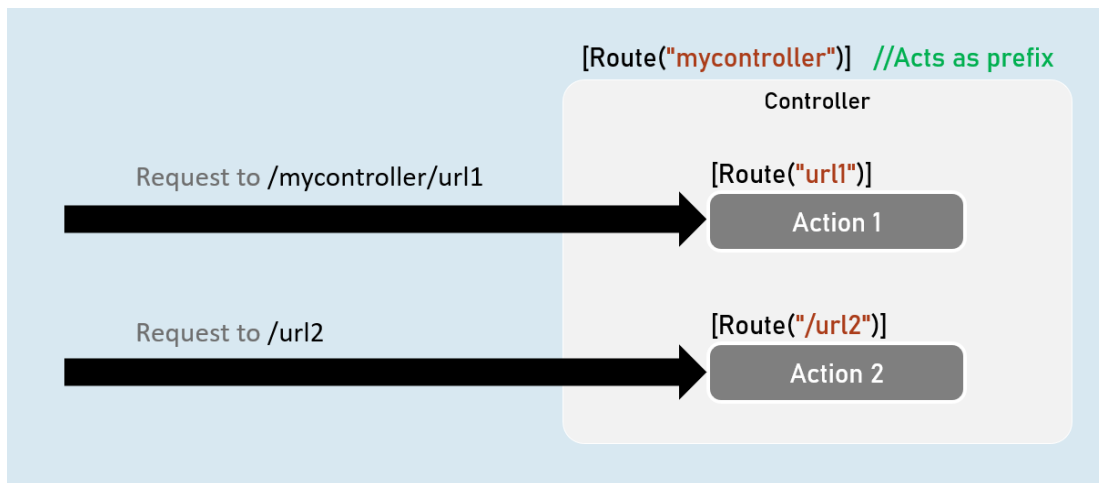 [Route("mycontroller")] //Acts as prefix
Controller
Request to /mycontroller/url1
[Route("url1")]
Action 1
Request to /url2
[Route("/url2")]
Action 2